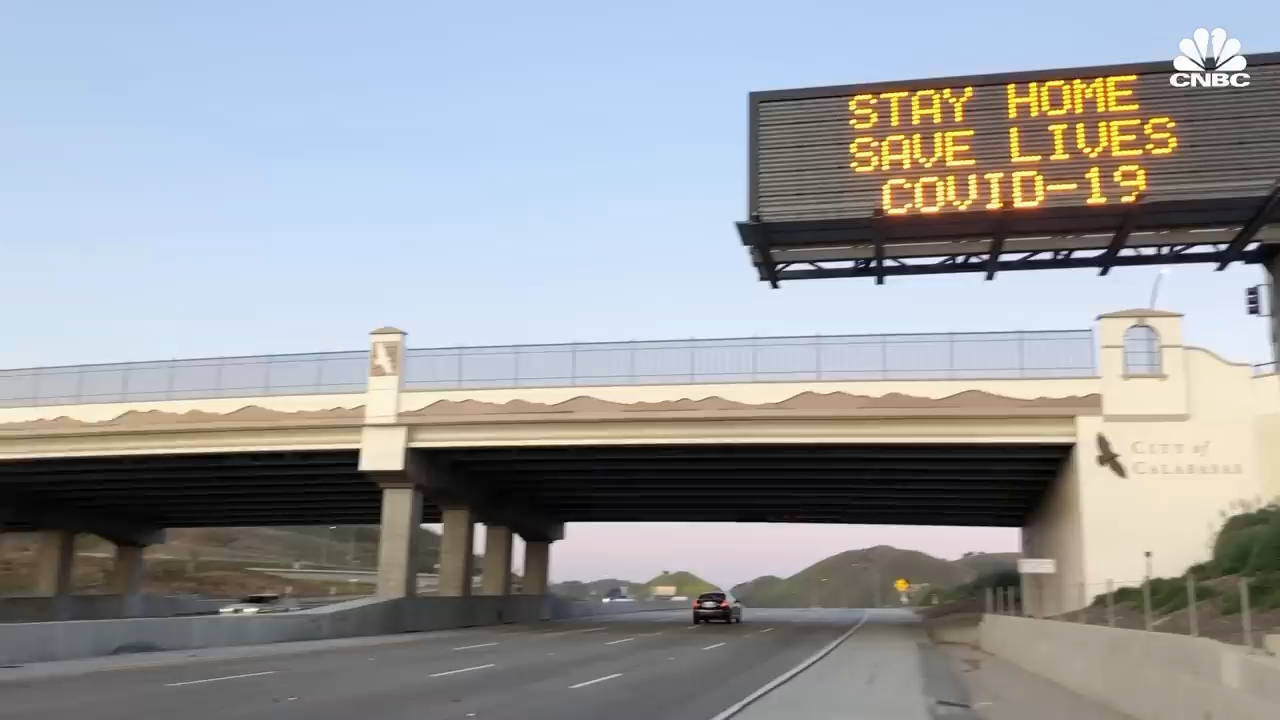 CNBC
STAY HOME
SAVE LIVES
COVID-19
CITY of
CALABASAS